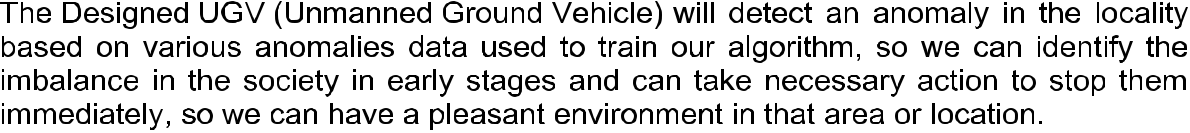 The Designed UGV (Unmanned Ground Vehicle) will detect an anomaly in the locality
based on various anomalies data used to train our algorithm, so we can identify the
imbalance in the society in early stages and can take necessary action to stop them
immediately, so we can have a pleasant environment in that area or location.